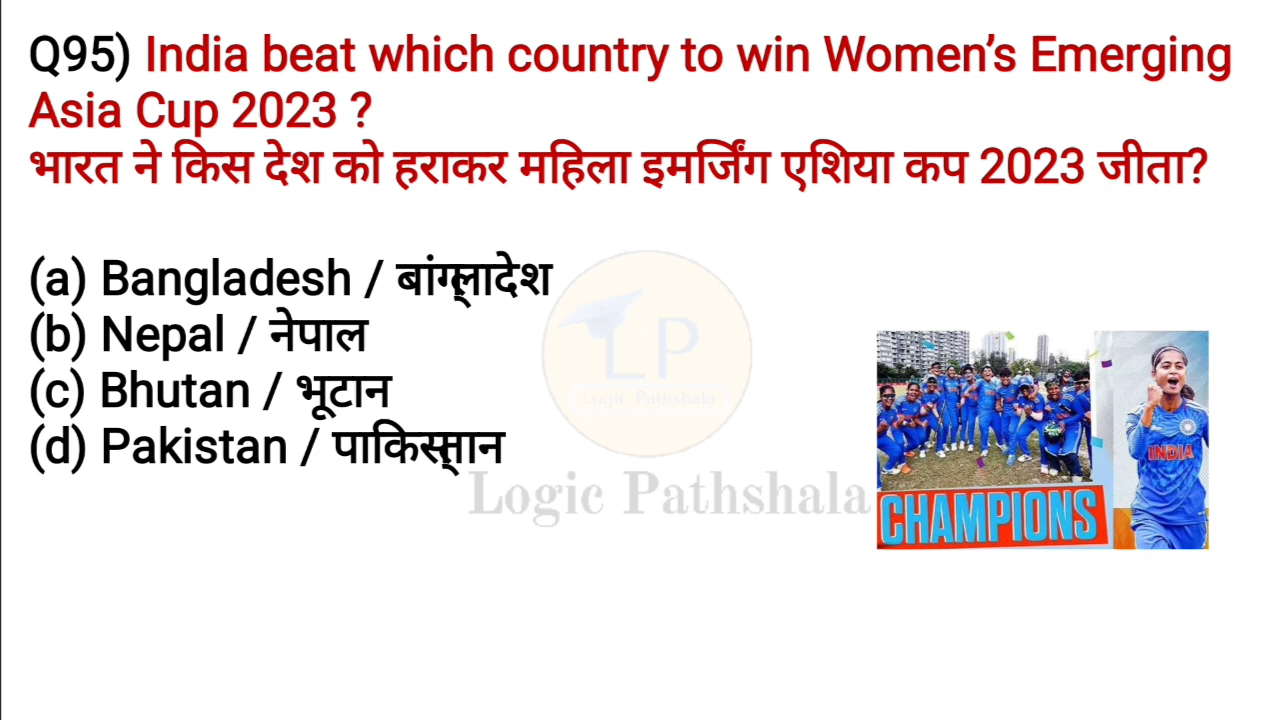 Q95) India beat which country to win Women’s Emerging
Asia Cup 2023 ?
भारत ने किस देश को हराकर महिला इमर्जिंग एशिया कप 2023 जीता?
(a) Bangladesh / बांग्लादेश
(b) Nepal / नेपाल
(c) Bhutan / भूटान
(d) Pakistan / पाकिस्तान
LP
Logic Pathshala
Logic Pathshala
CHAMPIONS
INDIA